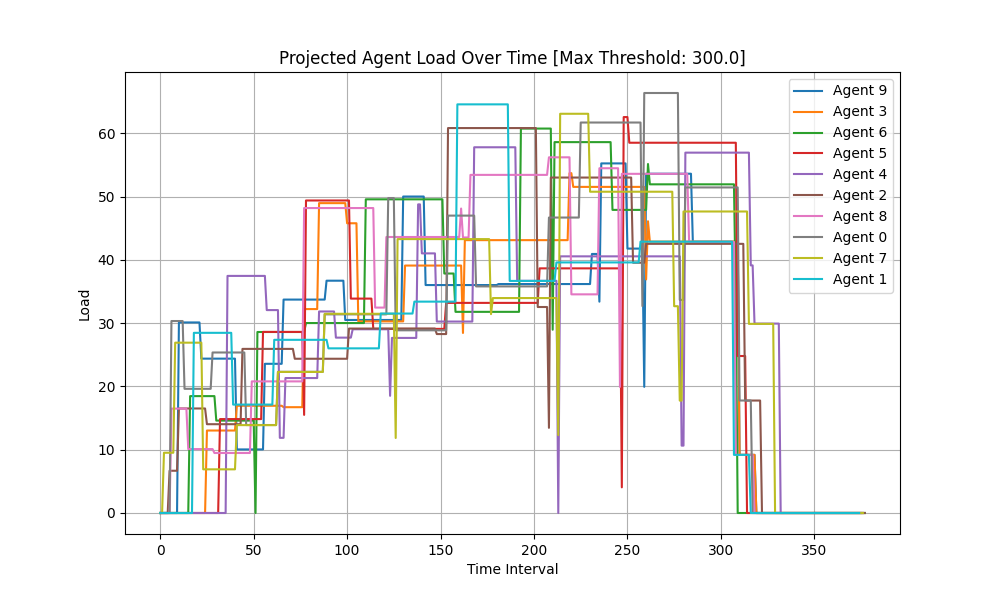 Projected Agent Load Over Time [Max Threshold: 300.0]
Load
60
50
40
30
20
10
0
0 50 100 150 200 250 300 350
Time Interval
Agent 9
Agent 3
Agent 6
Agent 5
Agent 4
Agent 2
Agent 8
Agent 0
Agent 7
Agent 1